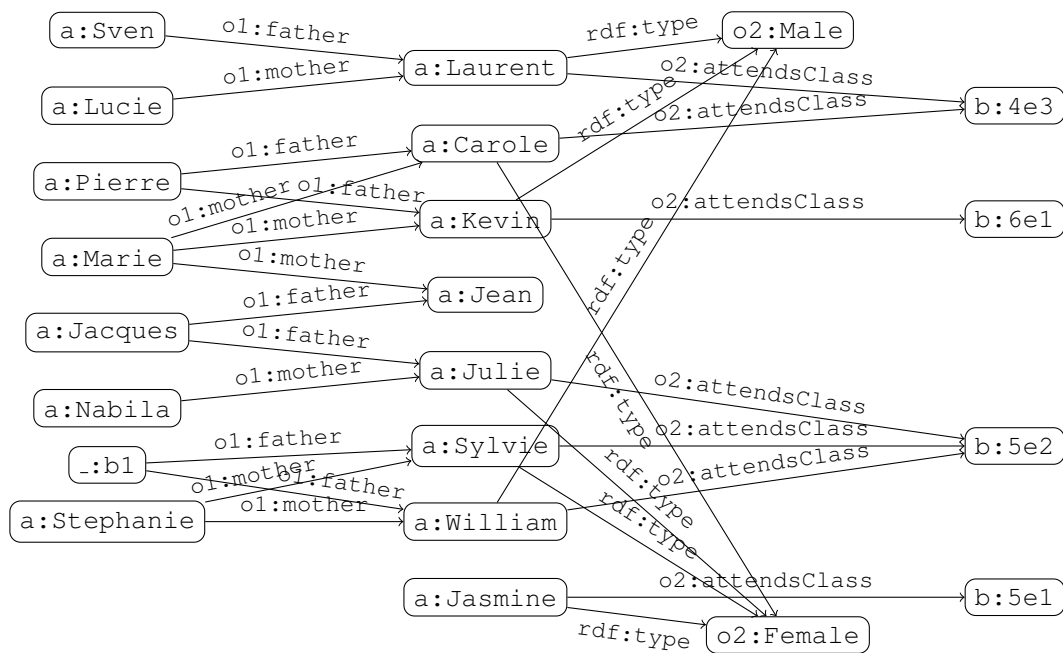 a:Sven
o1:father
rdf:type
o2:Male
a:Laurent
o1:mother
o2:attendsClass
a:Lucie
rdf:type
o2:attendsClass
b:4e3
o1:father
a:Carole
a:Pierre
o1:mother
o1:father
o1:mother
a:Kevin
o2:attendsClass
b:6e1
a:Marie
o1:mother
rdf:type
o1:father
a:Jean
a:Jacques
o1:father
rdf:type
o1:mother
a:Julie
o2:attendsClass
a:Nabila
o1:father
a:Sylvie
o2:attendsClass
b:5e2
_:b1
o1:mother
o1:father
rdf:type
o2:attendsClass
a:Stephanie
o1:mother
a:William
rdf:type
a:Jasmine
o2:attendsClass
b:5e1
rdf:type
o2:Female